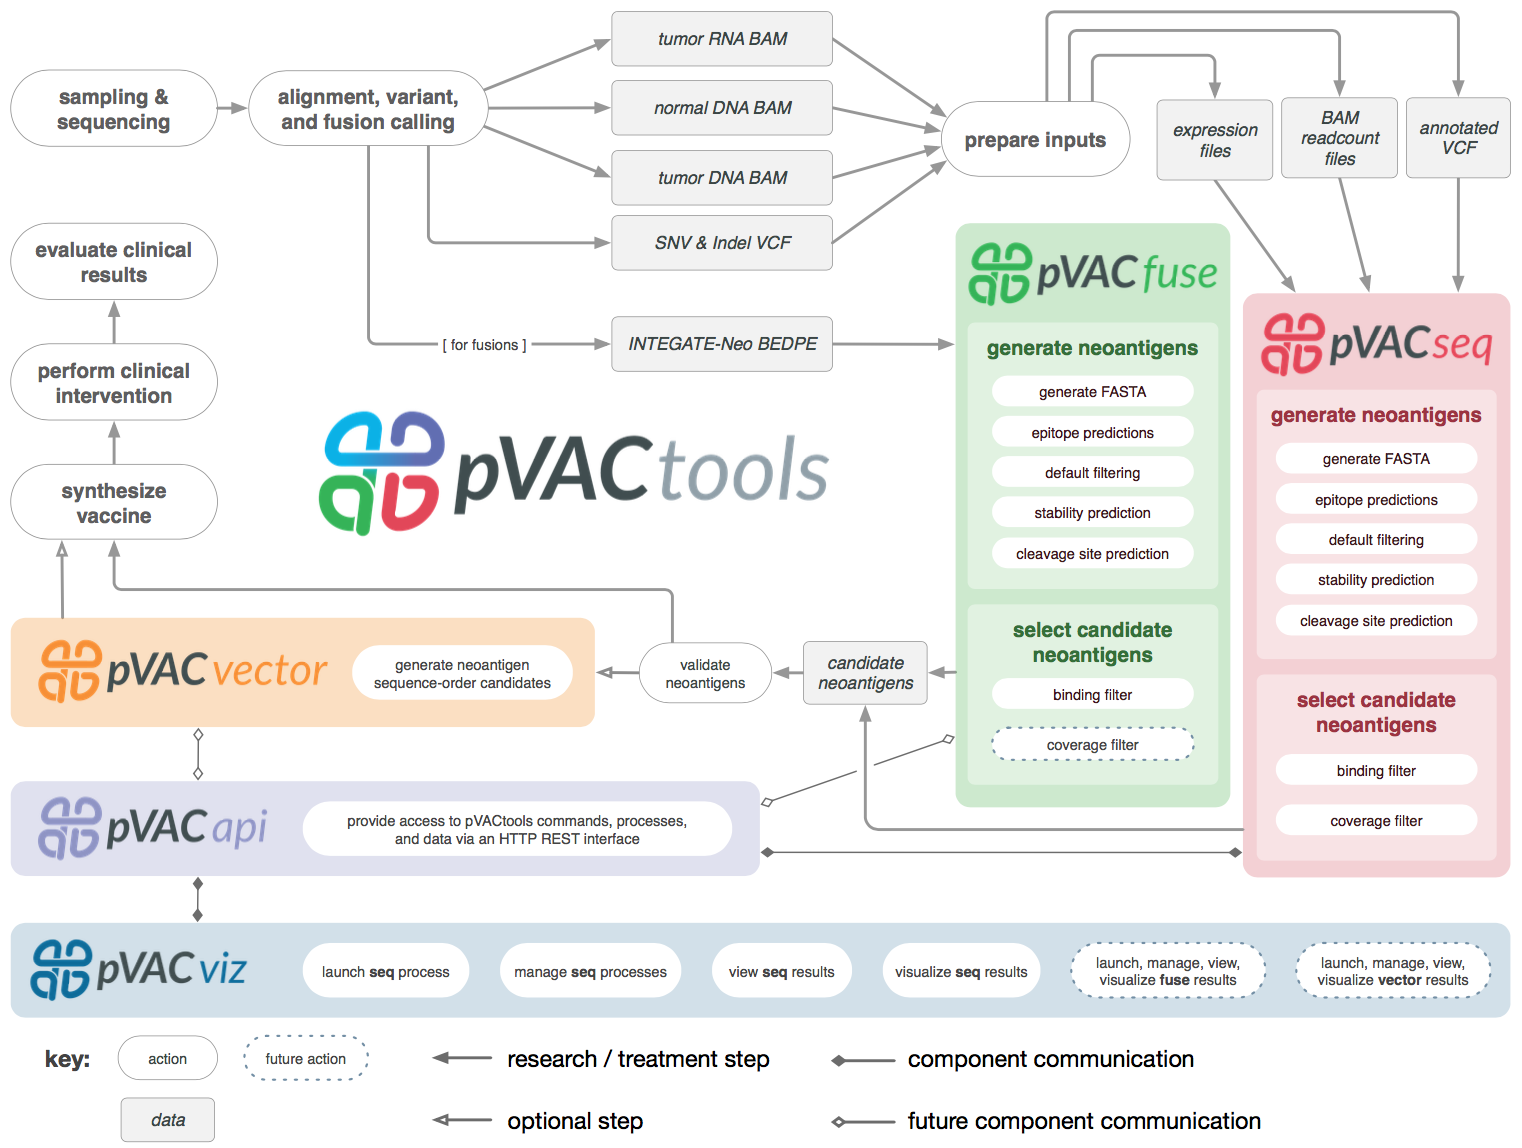 sampling &
sequencing
alignment, variant,
and fusion calling
tumor RNA BAM
normal DNA BAM
tumor DNA BAM
SNV & Indel VCF
[ for fusions ]
INTEGATE-Neo BEDPE
prepare inputs
expression
files
BAM
readcount
files
annotated
VCF
evaluate clinical
results
perform clinical
intervention
synthesize
vaccine
pVACtools
pVACfuse
generate neoantigens
generate FASTA
epitope predictions
default filtering
stability prediction
cleavage site prediction
select candidate
neoantigens
binding filter
coverage filter
pVACseq
generate neoantigens
generate FASTA
epitope predictions
default filtering
stability prediction
cleavage site prediction
select candidate
neoantigens
binding filter
coverage filter
candidate
neoantigens
validate
neoantigens
pVACvector
generate neoantigen
sequence-order candidates
pVACapi
provide access to pVACtools commands, processes,
and data via an HTTP REST interface
pVACviz
launch seq process
manage seq processes
view seq results
visualize seq results
launch, manage, view,
visualize fuse results
launch, manage, view,
visualize vector results
key:
action
future action
data
research / treatment step
optional step
component communication
future component communication